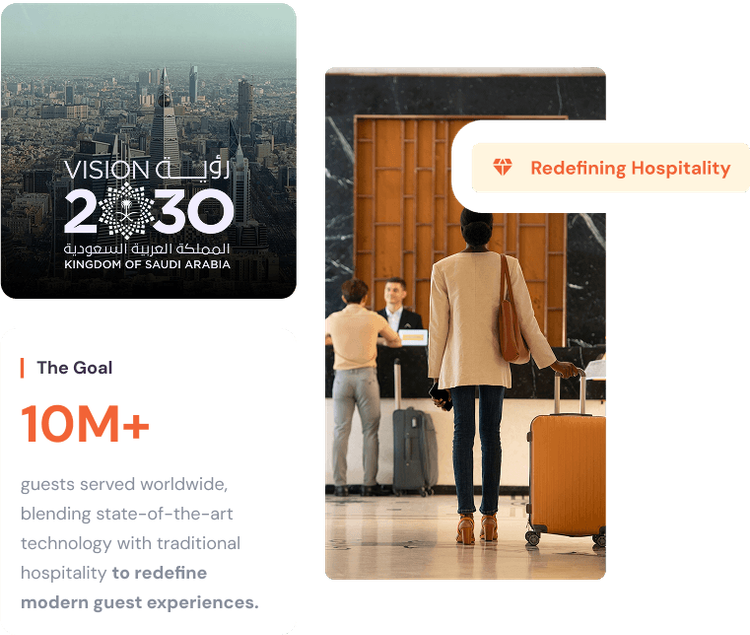 VISION رؤيــة
2030
المملكة العربية السعودية
KINGDOM OF SAUDI ARABIA
Redefining Hospitality
The Goal
10M+
guests served worldwide,
blending state-of-the-art
technology with traditional
hospitality to redefine
modern guest experiences.